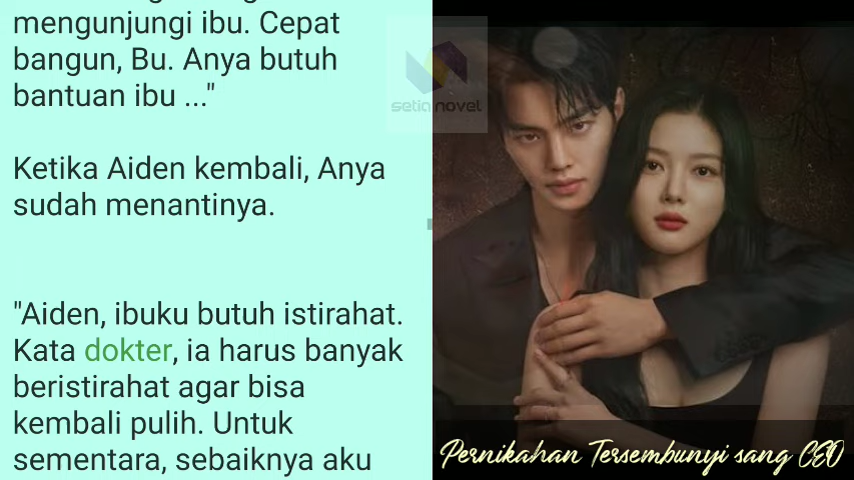 mengunjungi ibu. Cepat
bangun, Bu. Anya butuh
bantuan ibu ..."
Ketika Aiden kembali, Anya
sudah menantinya.
"Aiden, ibuku butuh istirahat.
Kata dokter, ia harus banyak
beristirahat agar bisa
kembali pulih. Untuk
sementara, sebaiknya aku
setia novel
Pernikahan Tersembunyi sang CEO